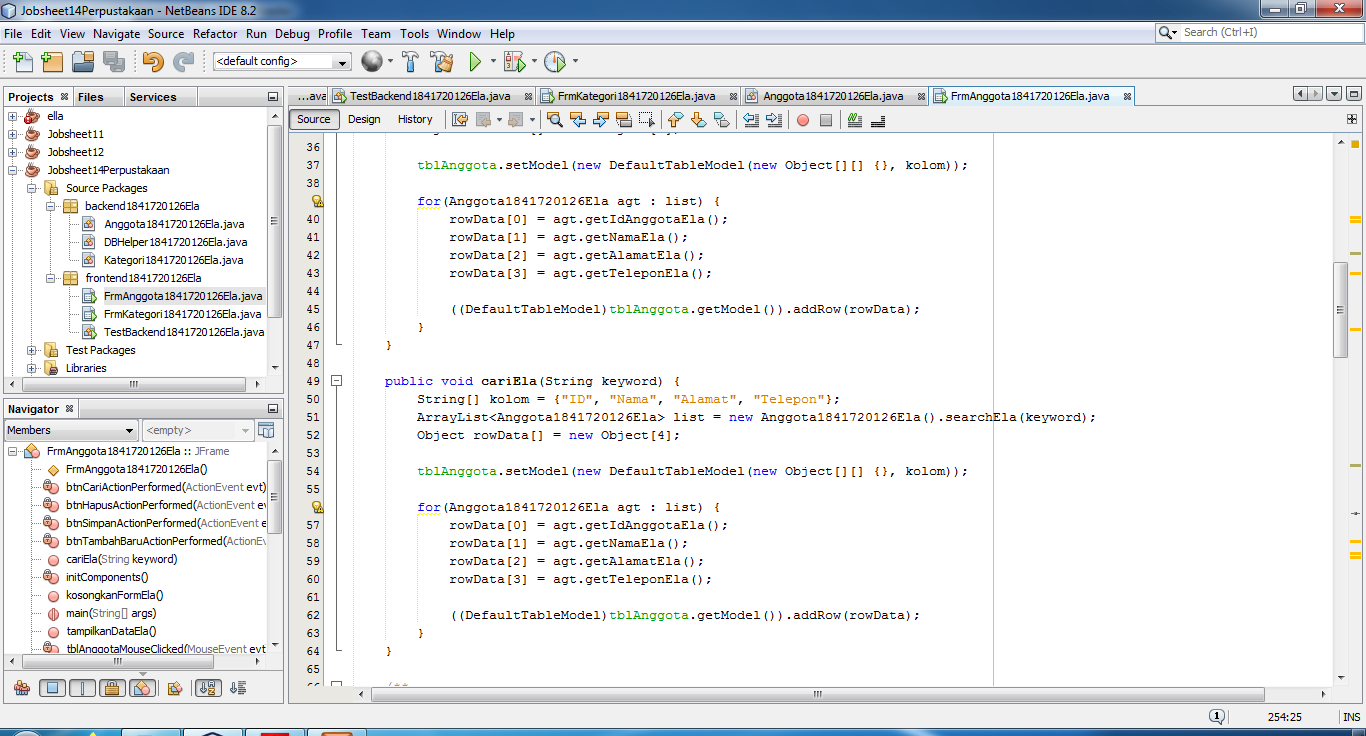 Jobsheet14Perpustakaan - NetBeans IDE 8.2
File Edit View Navigate Source Refactor Run Debug Profile Team Tools Window Help
Search (Ctrl+I)
<default config>
Projects Files Services
ella
Jobsheet11
Jobsheet12
Jobsheet14Perpustakaan
Source Packages
backend1841720126Ela
Anggota1841720126Ela.java
DBHelper1841720126Ela.java
Kategori1841720126Ela.java
frontend1841720126Ela
FrmAnggota1841720126Ela.java
FrmKategori1841720126Ela.java
TestBackend1841720126Ela.java
Test Packages
Libraries
Navigator
Members <empty>
FrmAnggota1841720126Ela :: JFrame
FrmAnggota1841720126Ela()
btnCariActionPerformed(ActionEvent evt)
btnHapusActionPerformed(ActionEvent ev
btnSimpanActionPerformed(ActionEvent e
btnTambahBaruActionPerformed(ActionEv
cariEla(String keyword)
initComponents()
kosongkanFormEla()
main(String[] args)
tampilkanDataEla()
tblAnggotaMouseClicked(MouseEvent evt
...ava TestBackend1841720126Ela.java FrmKategori1841720126Ela.java Anggota1841720126Ela.java FrmAnggota1841720126Ela.java
Source Design History
36
37 tblAnggota.setModel(new DefaultTableModel(new Object[][] {}, kolom));
38
for(Anggota1841720126Ela agt : list) {
40 rowData[0] = agt.getIdAnggotaEla();
41 rowData[1] = agt.getNamaEla();
42 rowData[2] = agt.getAlamatEla();
43 rowData[3] = agt.getTeleponEla();
44
45 ((DefaultTableModel)tblAnggota.getModel()).addRow(rowData);
46 }
47 }
48
49 public void cariEla(String keyword) {
50 String[] kolom = {"ID", "Nama", "Alamat", "Telepon"};
51 ArrayList<Anggota1841720126Ela> list = new Anggota1841720126Ela().searchEla(keyword);
52 Object rowData[] = new Object[4];
53
54 tblAnggota.setModel(new DefaultTableModel(new Object[][] {}, kolom));
55
for(Anggota1841720126Ela agt : list) {
57 rowData[0] = agt.getIdAnggotaEla();
58 rowData[1] = agt.getNamaEla();
59 rowData[2] = agt.getAlamatEla();
60 rowData[3] = agt.getTeleponEla();
61
62 ((DefaultTableModel)tblAnggota.getModel()).addRow(rowData);
63 }
64 }
65
1 254:25 INS